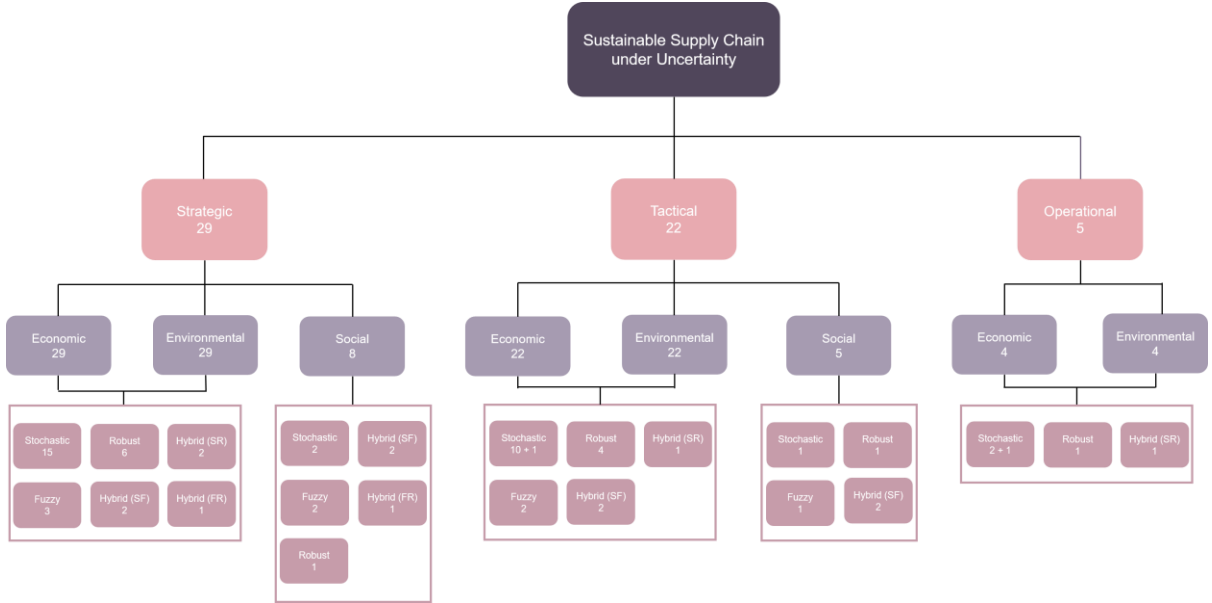 Sustainable Supply Chain
under Uncertainty
Strategic
29
Tactical
22
Operational
5
Economic
29
Environmental
29
Social
8
Economic
22
Environmental
22
Social
5
Economic
4
Environmental
4
Stochastic
15
Robust
6
Hybrid (SR)
2
Fuzzy
3
Hybrid (SF)
2
Hybrid (FR)
1
Stochastic
2
Hybrid (SF)
2
Fuzzy
2
Hybrid (FR)
1
Robust
1
Stochastic
10 + 1
Robust
4
Hybrid (SR)
1
Fuzzy
2
Hybrid (SF)
2
Stochastic
1
Robust
1
Fuzzy
1
Hybrid (SF)
2
Stochastic
2 + 1
Robust
1
Hybrid (SR)
1